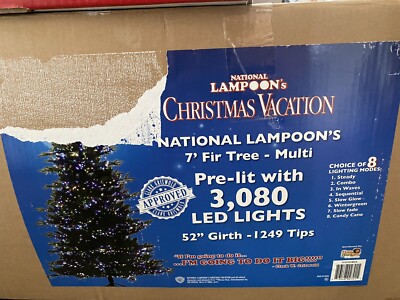 NATIONAL
LAMPOON's
CHRISTMAS VACATION
NATIONAL LAMPOON'S
7' Fir Tree - Multi
Pre-lit with
3,080
LED LIGHTS
52" Girth - 1249 Tips
CHOICE OF 8
LIGHTING MODES:
1. Steady
2. Combo
3. In Waves
4. Sequential
5. Slow Glow
6. Wintergreen
7. Slow fade
8. Candy Cane
APPROVED
"If I'm going to do it...
...I'M GOING TO DO IT BIG!!!!"
- Clark W. Griswold